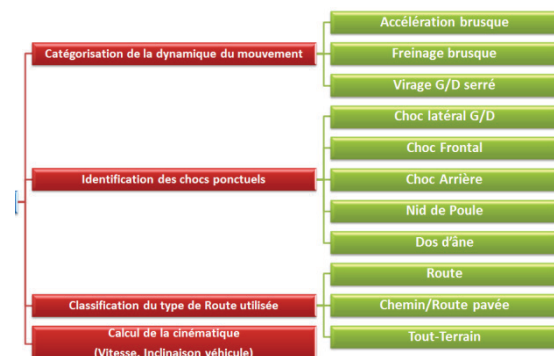 Catégorisation de la dynamique du mouvement
Accélération brusque
Freinage brusque
Virage G/D serré
Identification des chocs ponctuels
Choc latéral G/D
Choc Frontal
Choc Arrière
Nid de Poule
Dos d'âne
Classification du type de Route utilisée
Route
Chemin/Route pavée
Tout-Terrain
Calcul de la cinématique
(Vitesse, Inclinaison véhicule)